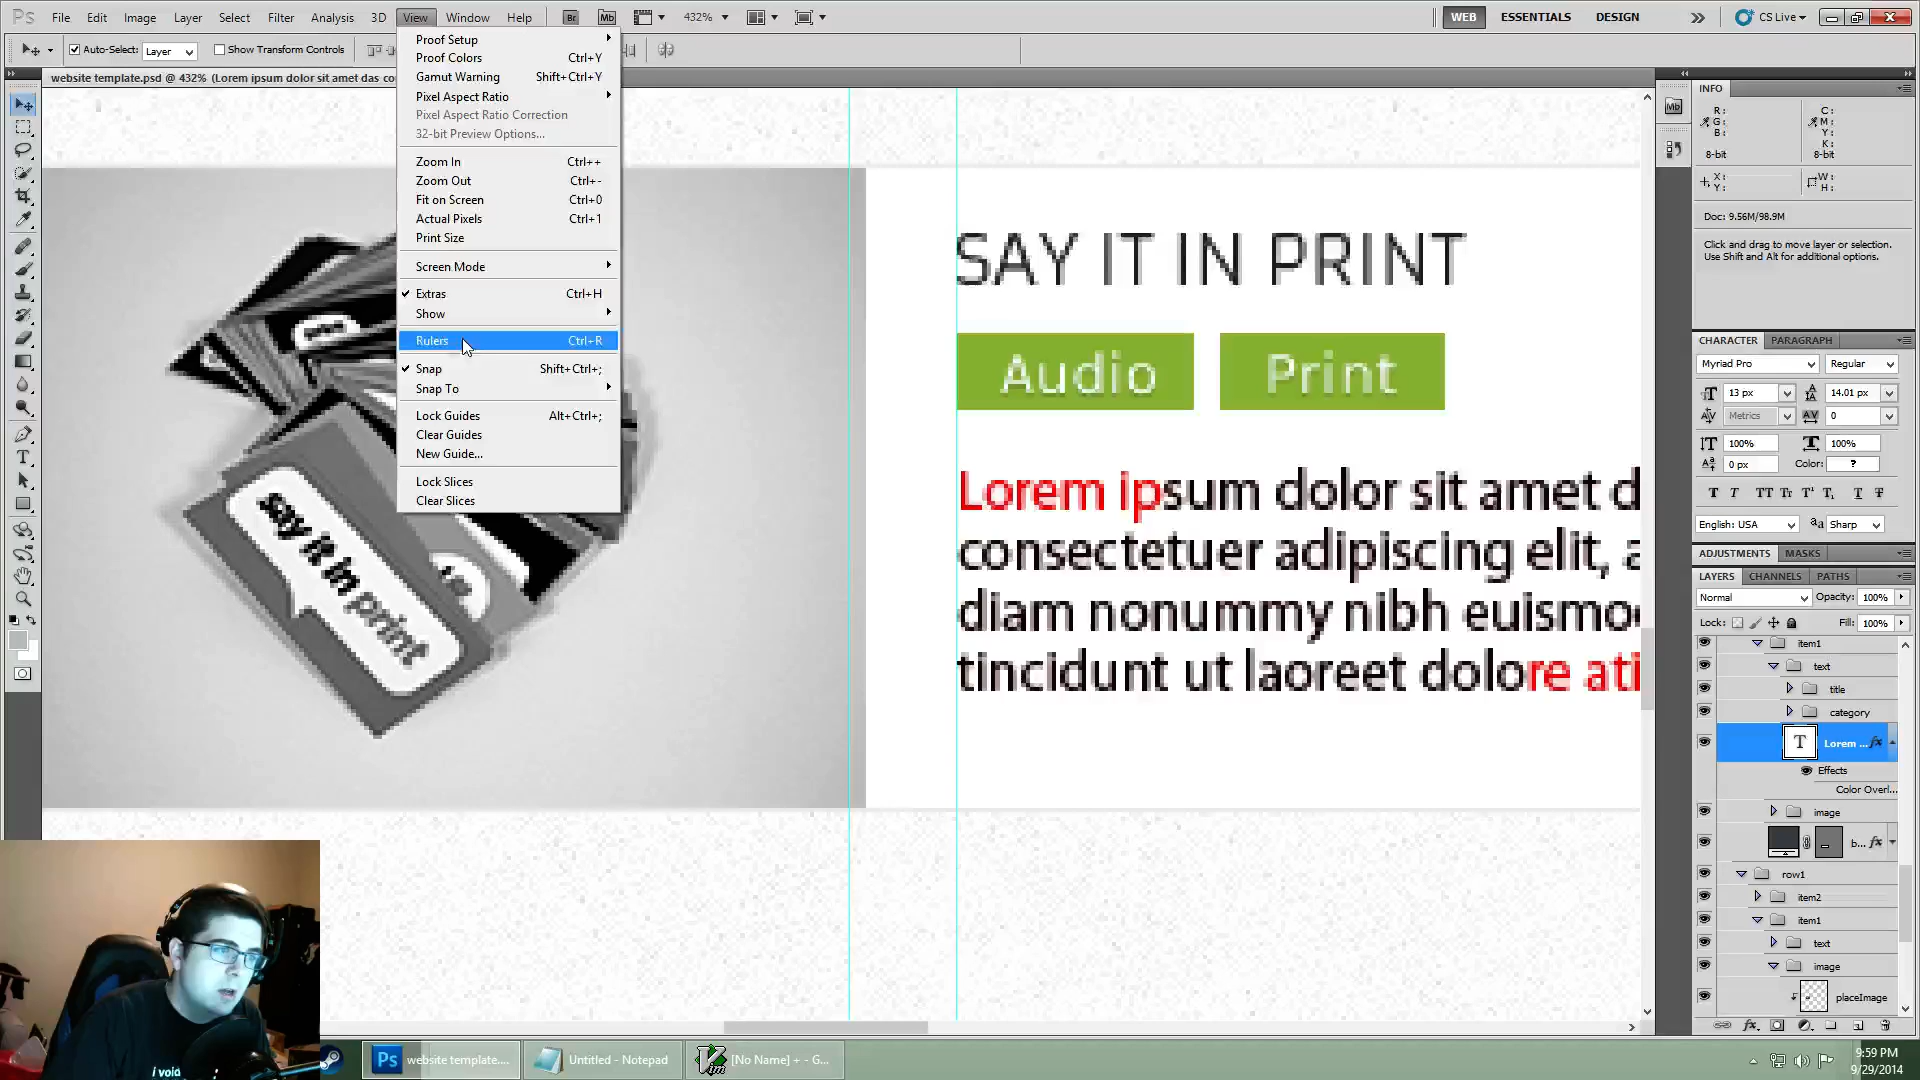 Ps File Edit Image Layer Select Filter Analysis 3D View Window Help Br Mb 432% WEB ESSENTIALS DESIGN CS Live
Auto-Select: Layer Show Transform Controls
website template.psd @ 432% (Lorem ipsum dolor sit amet das co
Proof Setup
Proof Colors Ctrl+Y
Gamut Warning Shift+Ctrl+Y
Pixel Aspect Ratio
Pixel Aspect Ratio Correction
32-bit Preview Options...
Zoom In Ctrl++
Zoom Out Ctrl+-
Fit on Screen Ctrl+0
Actual Pixels Ctrl+1
Print Size
Screen Mode
Extras Ctrl+H
Show
Rulers Ctrl+R
Snap Shift+Ctrl+;
Snap To
Lock Guides Alt+Ctrl+;
Clear Guides
New Guide...
Lock Slices
Clear Slices
say it in print
SAY IT IN PRINT
Audio Print
Lorem ipsum dolor sit amet d
consectetuer adipiscing elit, a
diam nonummy nibh euismo
tincidunt ut laoreet dolore ati
Mb
INFO
R: C:
G: M:
B: Y:
K:
8-bit 8-bit
X: W:
Y: H:
Doc: 9.56M/98.9M
Click and drag to move layer or selection.
Use Shift and Alt for additional options.
CHARACTER PARAGRAPH
Myriad Pro Regular
13 px 14.01 px
Metrics 0
100% 100%
0 px Color: ?
English: USA Sharp
ADJUSTMENTS MASKS
LAYERS CHANNELS PATHS
Normal Opacity: 100%
Lock: Fill: 100%
item1
text
title
category
T Lorem ... fx
Effects
Color Overl...
image
b... fx
row1
item2
item1
text
image
placeImage
i void
Ps website template.... Untitled - Notepad [No Name] + - G...
9:59 PM
9/29/2014